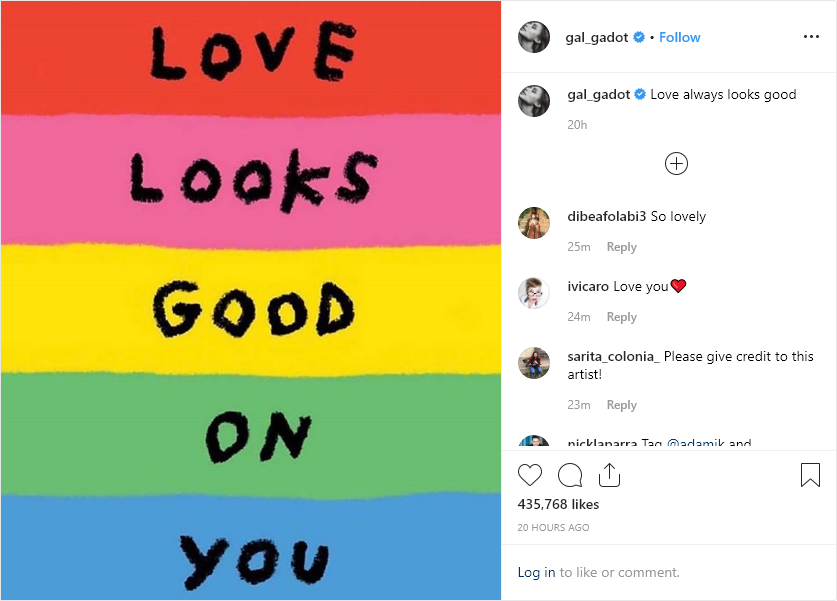 LOVE
LOOKS
GOOD
ON
YOU
gal_gadot • Follow
gal_gadot Love always looks good
20h
dibeafolabi3 So lovely
25m Reply
ivicaro Love you
24m Reply
sarita_colonia_ Please give credit to this
artist!
23m Reply
nicklaparra Tag @adamjk and
435,768 likes
20 HOURS AGO
Log in to like or comment.